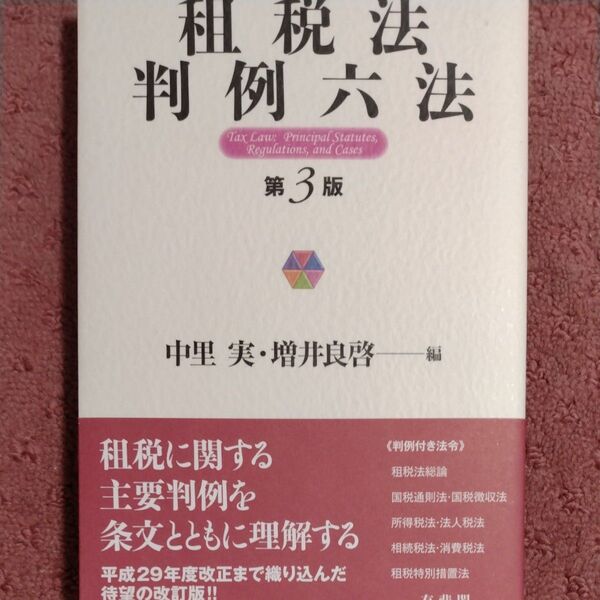 租税法
判例六法
Tax Law: Principal Statutes,
Regulations, and Cases
第3版
中里 実・増井良啓――編
租税に関する
主要判例を
条文とともに理解する
平成29年度改正まで織り込んだ
待望の改訂版!!
《判例付き法令》
租税法総論
国税通則法・国税徴収法
所得税法・法人税法
相続税法・消費税法
租税特別措置法